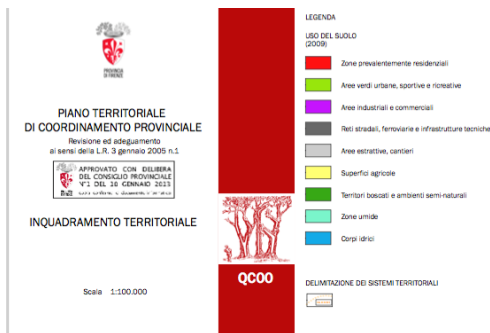 PROVINCIA
DI FIRENZE
PIANO TERRITORIALE
DI COORDINAMENTO PROVINCIALE
Revisione ed adeguamento
ai sensi della L.R. 3 gennaio 2005 n.1
APPROVATO CON DELIBERA
DEL CONSIGLIO PROVINCIALE
N°1 DEL 10 GENNAIO 2013
INQUADRAMENTO TERRITORIALE
Scala 1:100.000
QC00
LEGENDA
USO DEL SUOLO
(2009)
Zone prevalentemente residenziali
Aree verdi urbane, sportive e ricreative
Aree industriali e commerciali
Reti stradali, ferroviarie e infrastrutture tecniche
Aree estrattive, cantieri
Superfici agricole
Territori boscati e ambienti semi-naturali
Zone umide
Corpi idrici
DELIMITAZIONE DEI SISTEMI TERRITORIALI